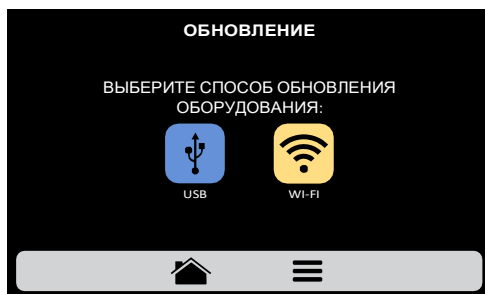 ОБНОВЛЕНИЕ
ВЫБЕРИТЕ СПОСОБ ОБНОВЛЕНИЯ
ОБОРУДОВАНИЯ:
USB WI-FI